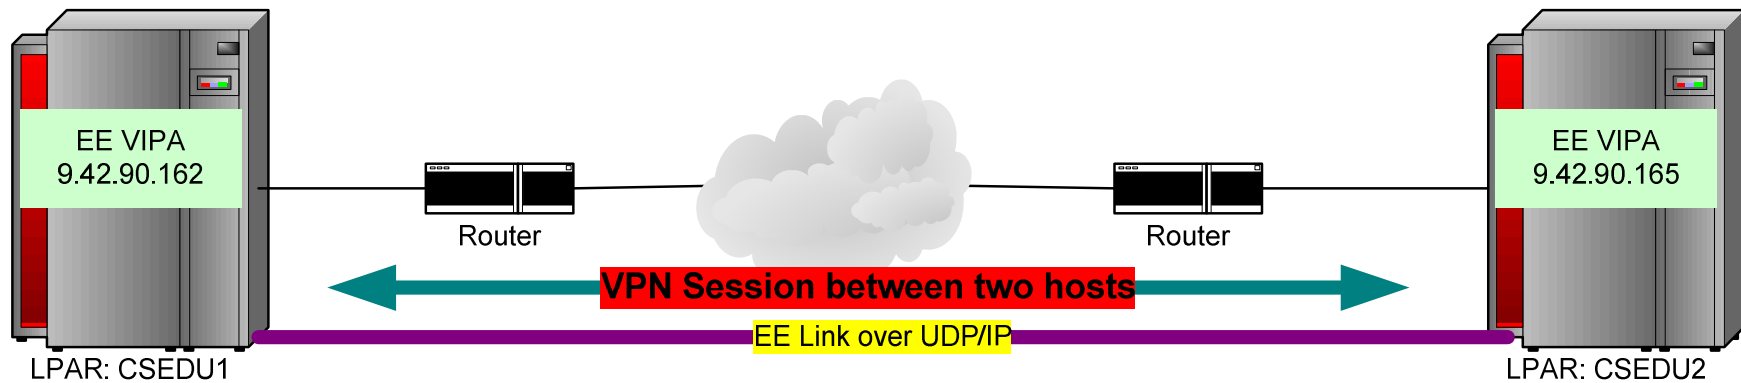 EE VIPA
9.42.90.162
EE VIPA
9.42.90.165
Router
Router
VPN Session between two hosts
EE Link over UDP/IP
LPAR: CSEDU1
LPAR: CSEDU2